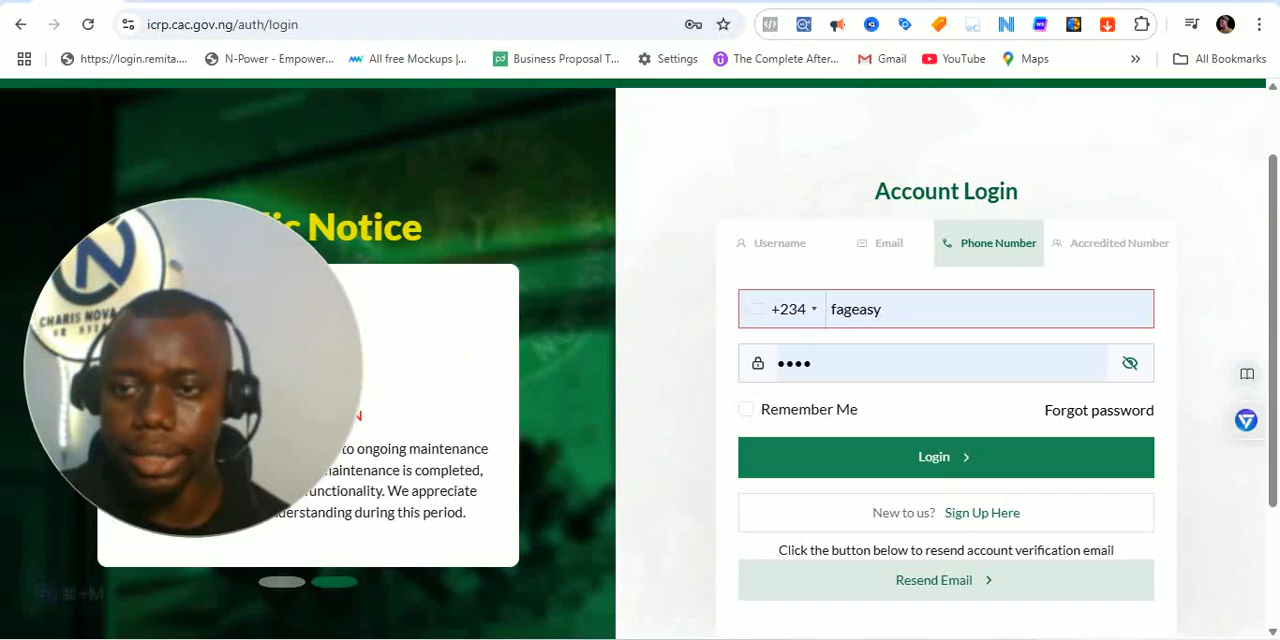 icrp.cac.gov.ng/auth/login
https://login.remita....
N-Power - Empower...
All free Mockups |...
Business Proposal T...
Settings
The Complete After...
Gmail
YouTube
Maps
All Bookmarks
Notice
to ongoing maintenance
maintenance is completed,
functionality. We appreciate
during this period.
CHARIS NOVA
Account Login
Username
Email
Phone Number
Accredited Number
+234
fageasy
••••
Remember Me
Forgot password
Login
New to us? Sign Up Here
Click the button below to resend account verification email
Resend Email